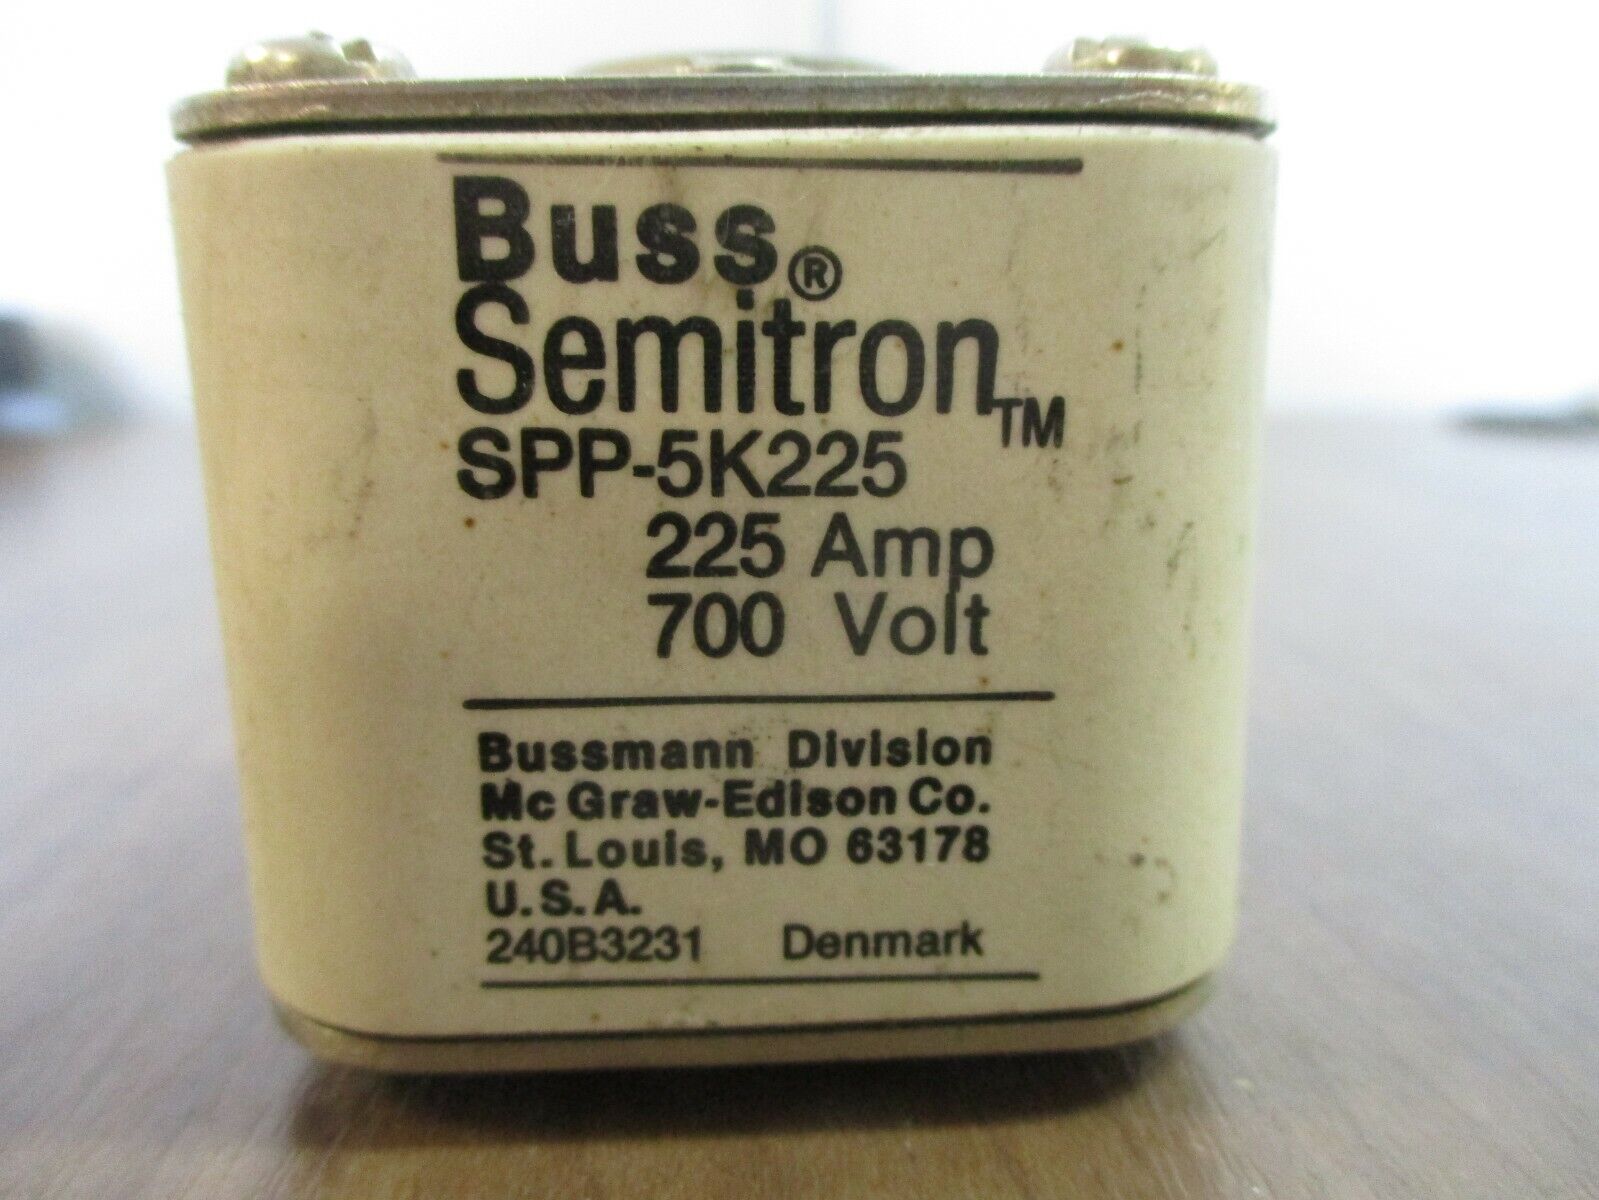 Buss®
Semitron™
SPP-5K225
225 Amp
700 Volt
Bussmann Division
Mc Graw-Edison Co.
St. Louis, MO 63178
U.S.A.
240B3231 Denmark